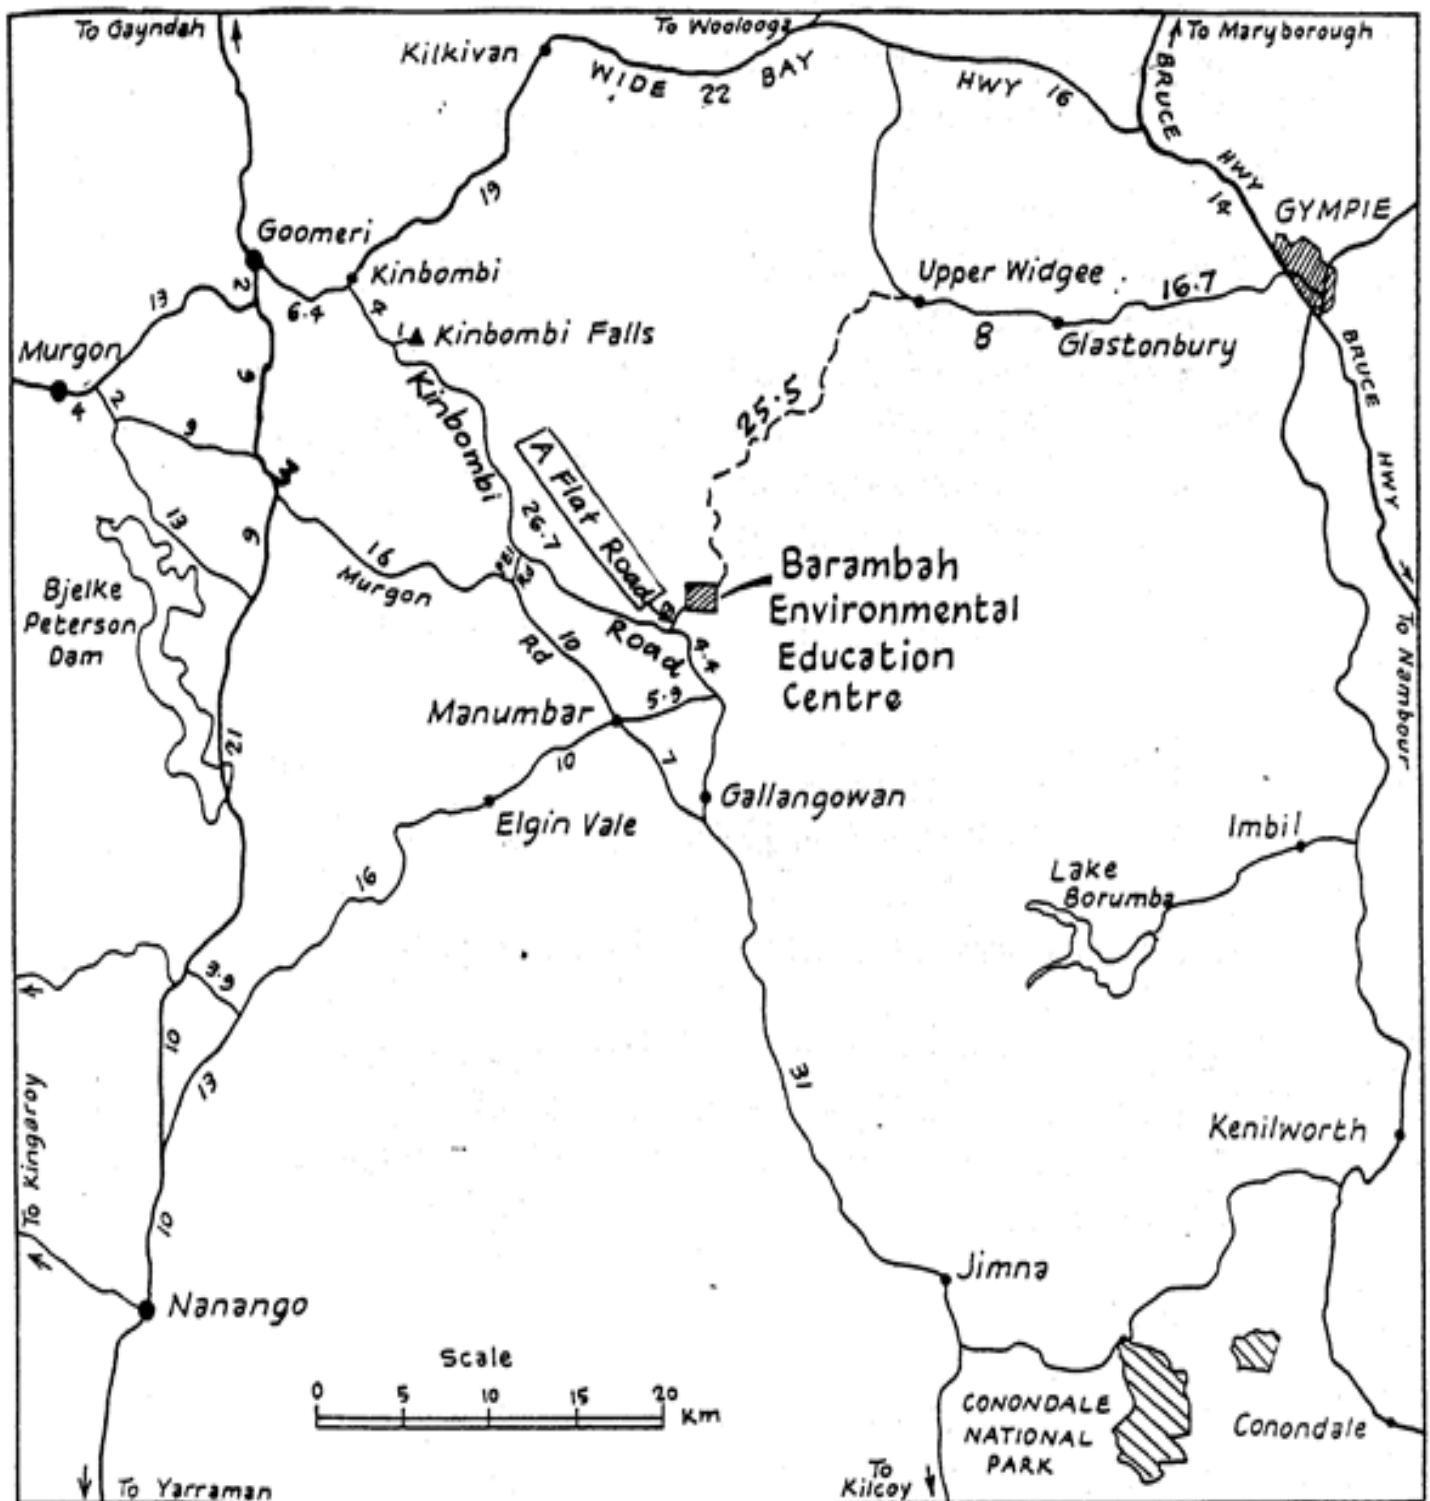 To Gayndah
Kilkivan
To Woolooga
To Maryborough
WIDE 22 BAY HWY 16
BRUCE HWY 14
GYMPIE
19
Goomeri
2
6.4
Kinbombi
4
1
Kinbombi Falls
13
Murgon
4
2
9
9
3
Upper Widgee
8
Glastonbury
16.7
BRUCE HWY
To Nambour
25.5
Kinbombi
26.7
ROAD
A Flat Road
13
6
16
Murgon
Rd
10
4.4
5.9
Bjelke
Peterson
Dam
Barambah
Environmental
Education
Centre
Manumbar
21
10
7
Gallangowan
Elgin Vale
Imbil
Lake
Borumba
16
3.9
10
13
31
To Kingaroy
Kenilworth
10
Jimna
Nanango
Scale
0 5 10 15 20
Km
CONONDALE
NATIONAL
PARK
Conondale
To Yarraman
To
Kilcoy